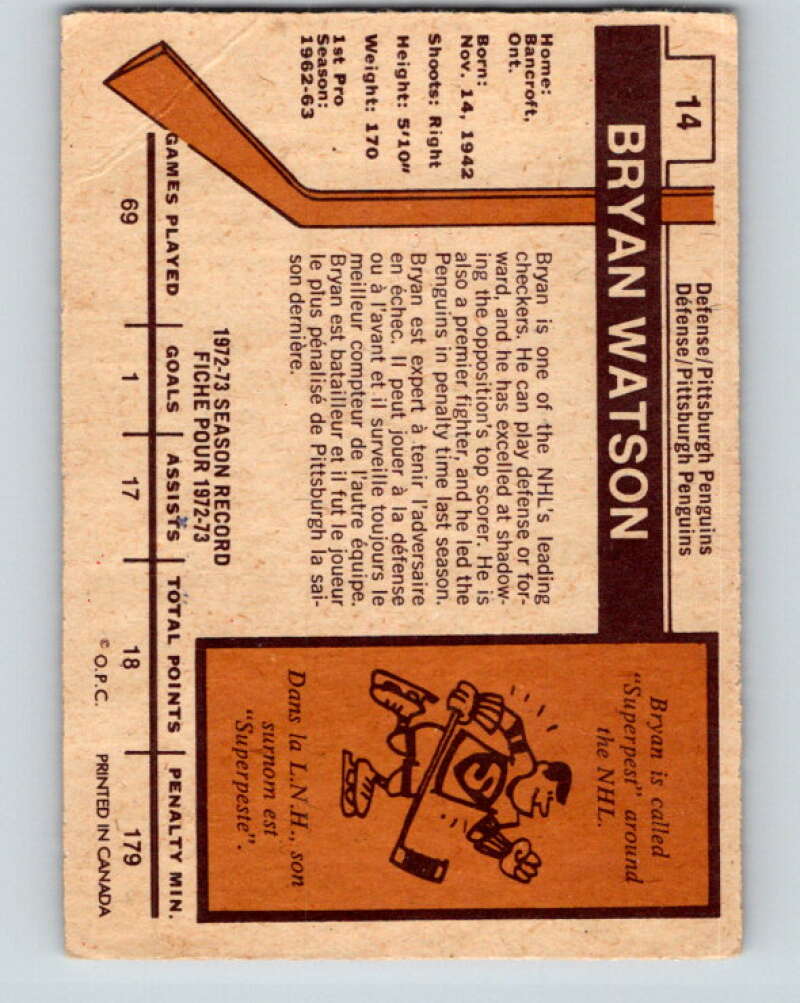 14
Defense/Pittsburgh Penguins
Défense/Pittsburgh Penguins
BRYAN WATSON
Home:
Bancroft,
Ont.
Born:
Nov. 14, 1942
Shoots: Right
Height: 5'10"
Weight: 170
1st Pro
Season:
1962-63
Bryan is one of the NHL's leading
checkers. He can play defense or for-
ward, and he has excelled at shadow-
ing the opposition's top scorer. He is
also a premier fighter, and he led the
Penguins in penalty time last season.
Bryan est expert à tenir l'adversaire
en échec. Il peut jouer à la défense
ou à l'avant et il surveille toujours le
meilleur compteur de l'autre équipe.
Bryan est batailleur et il fut le joueur
le plus pénalisé de Pittsburgh la sai-
son dernière.
Bryan is called
"Superpest" around
the NHL.
S
Dans la L.N.H., son
surnom est
"Superpeste".
1972-73 SEASON RECORD
FICHE POUR 1972-73
GAMES PLAYED GOALS ASSISTS TOTAL POINTS PENALTY MIN.
69 1 17 18 179
© O.P.C. PRINTED IN CANADA